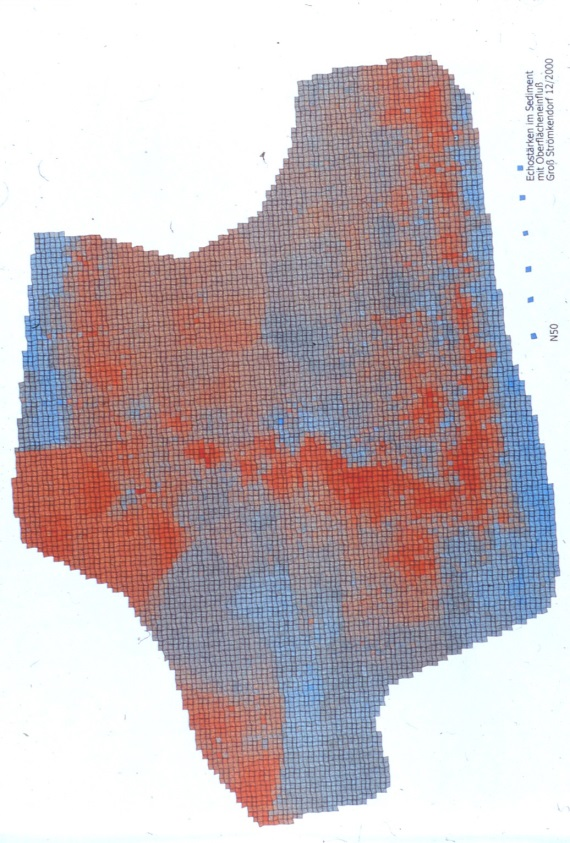 Echostärken im Sediment
mit Oberflächeneinfluß
Groß Strömkendorf 12/2000
N50